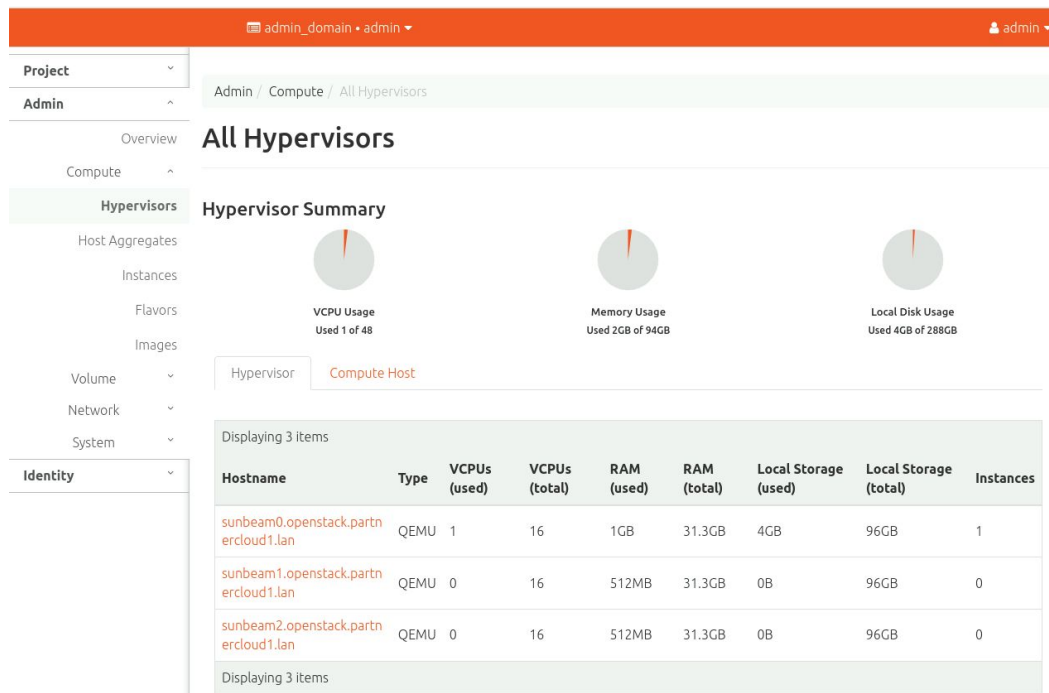 admin_domain • admin
admin
Project
Admin
Overview
Compute
Hypervisors
Host Aggregates
Instances
Flavors
Images
Volume
Network
System
Identity
Admin / Compute / All Hypervisors
All Hypervisors
Hypervisor Summary
VCPU Usage
Used 1 of 48
Memory Usage
Used 2GB of 94GB
Local Disk Usage
Used 4GB of 288GB
Hypervisor Compute Host
Displaying 3 items
Hostname Type VCPUs (used) VCPUs (total) RAM (used) RAM (total) Local Storage (used) Local Storage (total) Instances
sunbeam0.openstack.partn
ercloud1.lan QEMU 1 16 1GB 31.3GB 4GB 96GB 1
sunbeam1.openstack.partn
ercloud1.lan QEMU 0 16 512MB 31.3GB 0B 96GB 0
sunbeam2.openstack.partn
ercloud1.lan QEMU 0 16 512MB 31.3GB 0B 96GB 0
Displaying 3 items